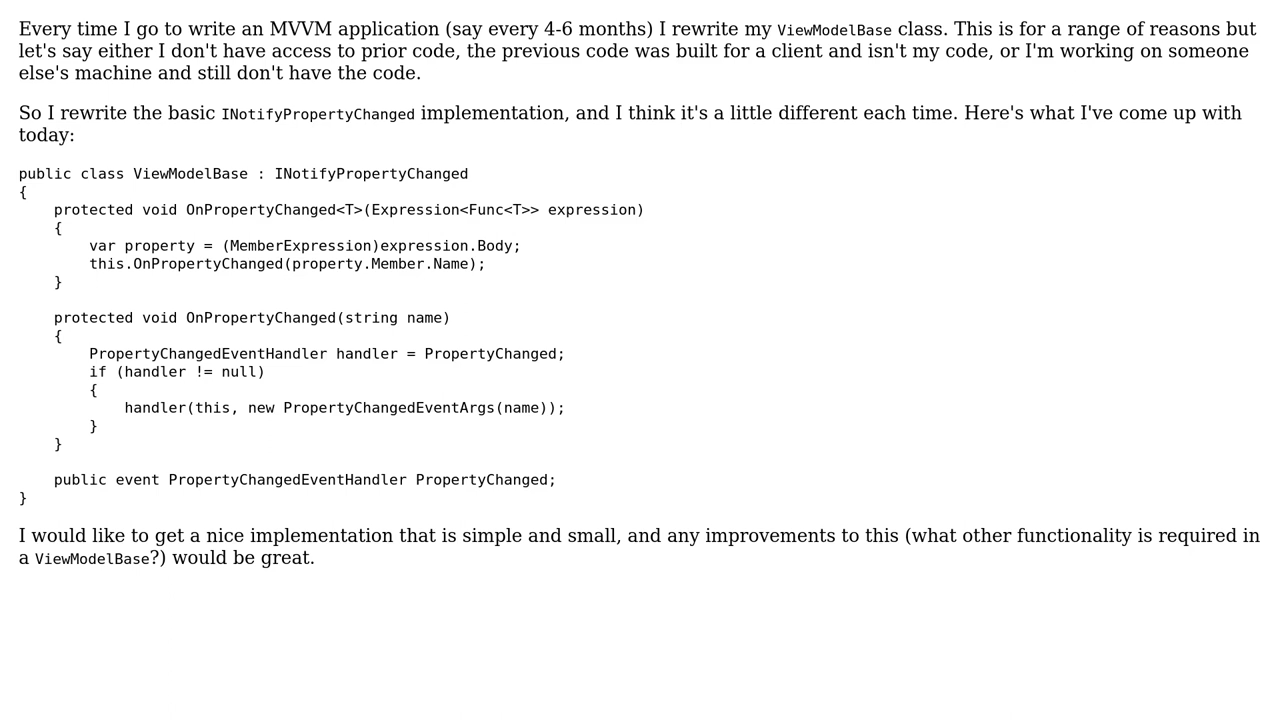 Every time I go to write an MVVM application (say every 4-6 months) I rewrite my ViewModelBase class. This is for a range of reasons but
let's say either I don't have access to prior code, the previous code was built for a client and isn't my code, or I'm working on someone
else's machine and still don't have the code.
So I rewrite the basic INotifyPropertyChanged implementation, and I think it's a little different each time. Here's what I've come up with
today:
public class ViewModelBase : INotifyPropertyChanged
{
    protected void OnPropertyChanged<T>(Expression<Func<T>> expression)
    {
        var property = (MemberExpression)expression.Body;
        this.OnPropertyChanged(property.Member.Name);
    }
    protected void OnPropertyChanged(string name)
    {
        PropertyChangedEventHandler handler = PropertyChanged;
        if (handler != null)
        {
            handler(this, new PropertyChangedEventArgs(name));
        }
    }
    public event PropertyChangedEventHandler PropertyChanged;
}
I would like to get a nice implementation that is simple and small, and any improvements to this (what other functionality is required in
a ViewModelBase?) would be great.